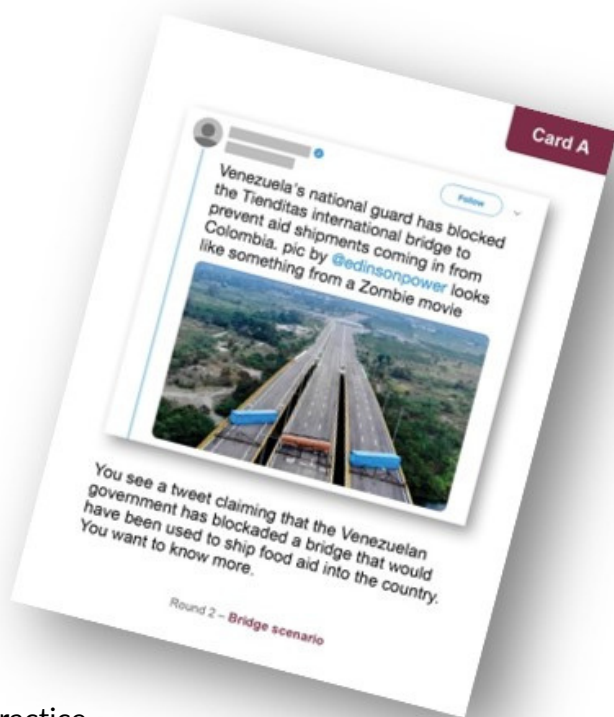 Card A
Follow
Venezuela's national guard has blocked
the Tienditas international bridge to
prevent aid shipments coming in from
Colombia. pic by @edinsonpower looks
like something from a Zombie movie
You see a tweet claiming that the Venezuelan
government has blockaded a bridge that would
have been used to ship food aid into the country.
You want to know more.
Round 2 – Bridge scenario